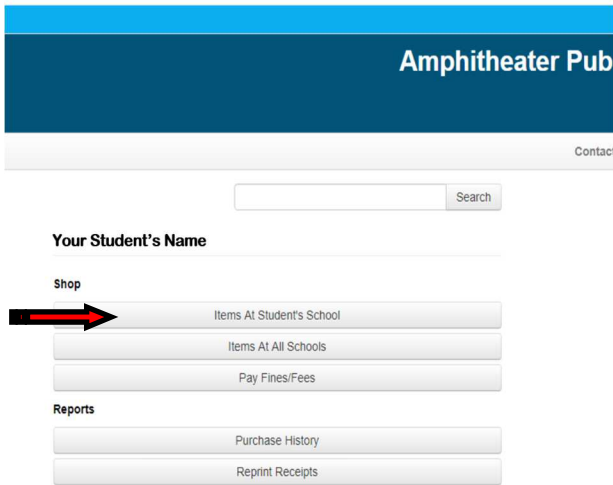 Amphitheater Pub
Contact
Search
Your Student's Name
Shop
Items At Student's School
Items At All Schools
Pay Fines/Fees
Reports
Purchase History
Reprint Receipts